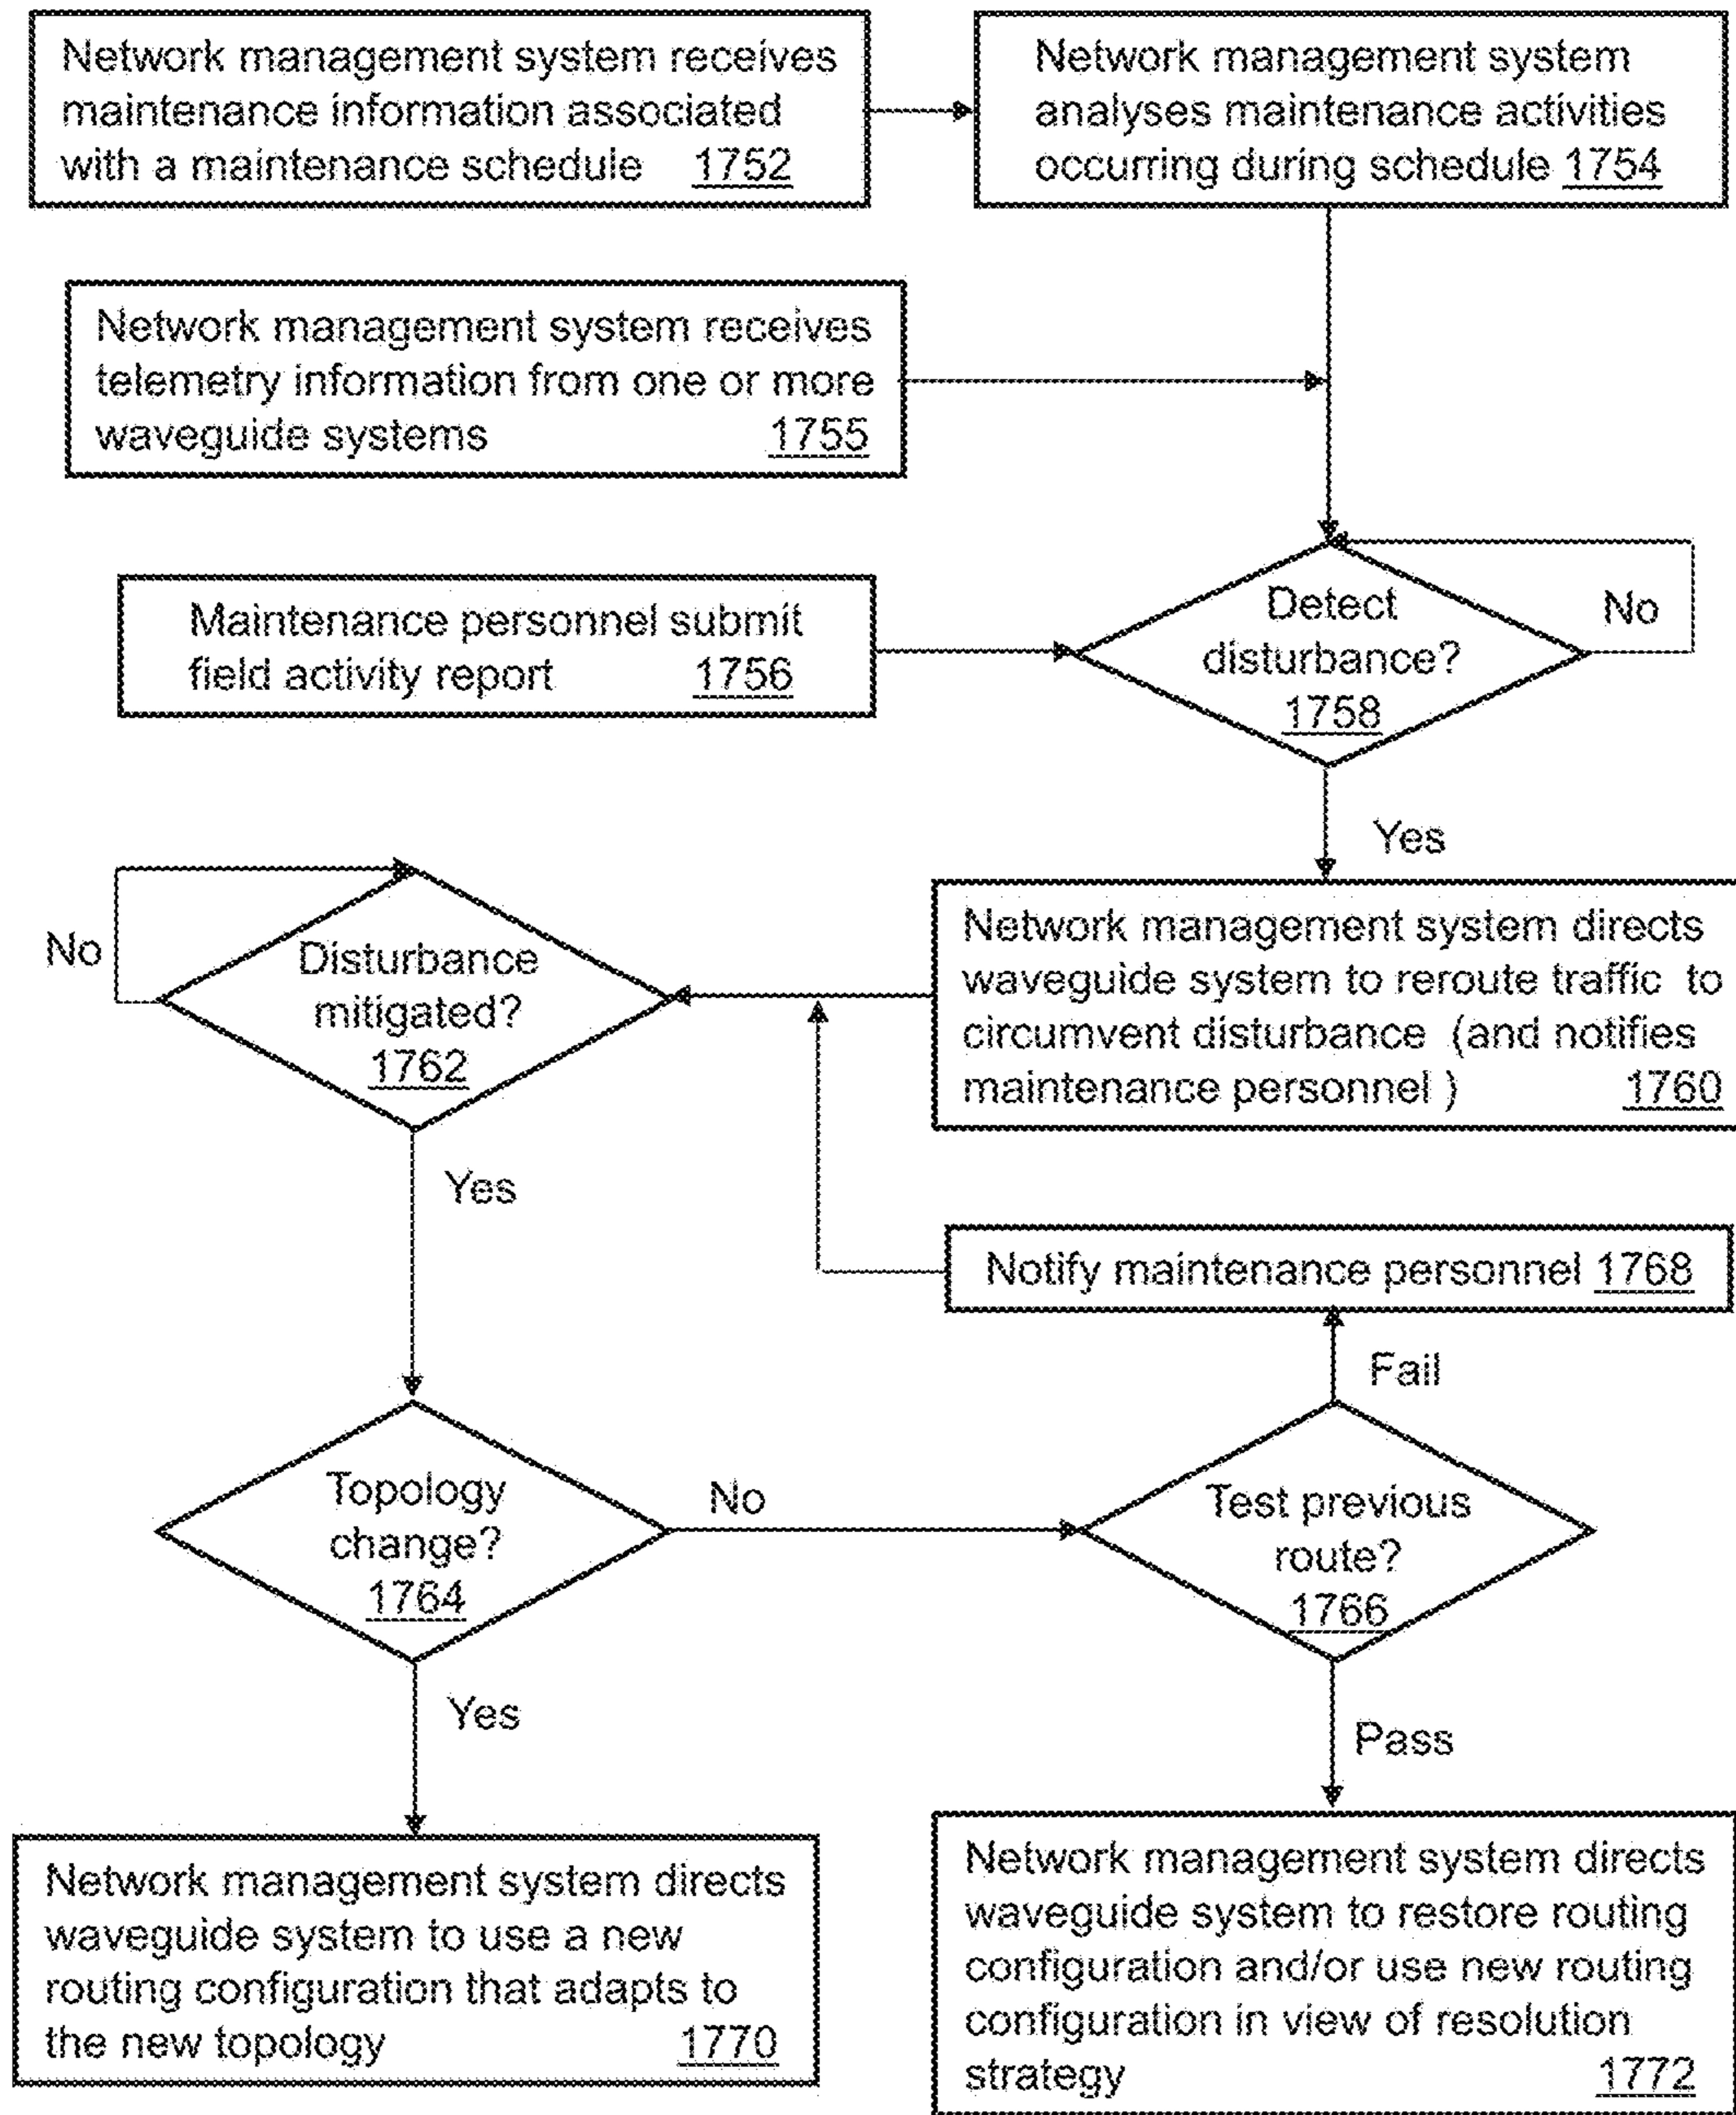 Network management system receives
maintenance information associated
with a maintenance schedule 1752
Network management system
analyses maintenance activities
occurring during schedule 1754
Network management system receives
telemetry information from one or more
waveguide systems 1755
Maintenance personnel submit
field activity report 1756
Detect
disturbance?
1758
No
Yes
Network management system directs
waveguide system to reroute traffic to
circumvent disturbance (and notifies
maintenance personnel ) 1760
No
Disturbance
mitigated?
1762
Yes
Notify maintenance personnel 1768
Fail
Topology
change?
1764
No
Test previous
route?
1766
Yes
Pass
Network management system directs
waveguide system to use a new
routing configuration that adapts to
the new topology 1770
Network management system directs
waveguide system to restore routing
configuration and/or use new routing
configuration in view of resolution
strategy 1772